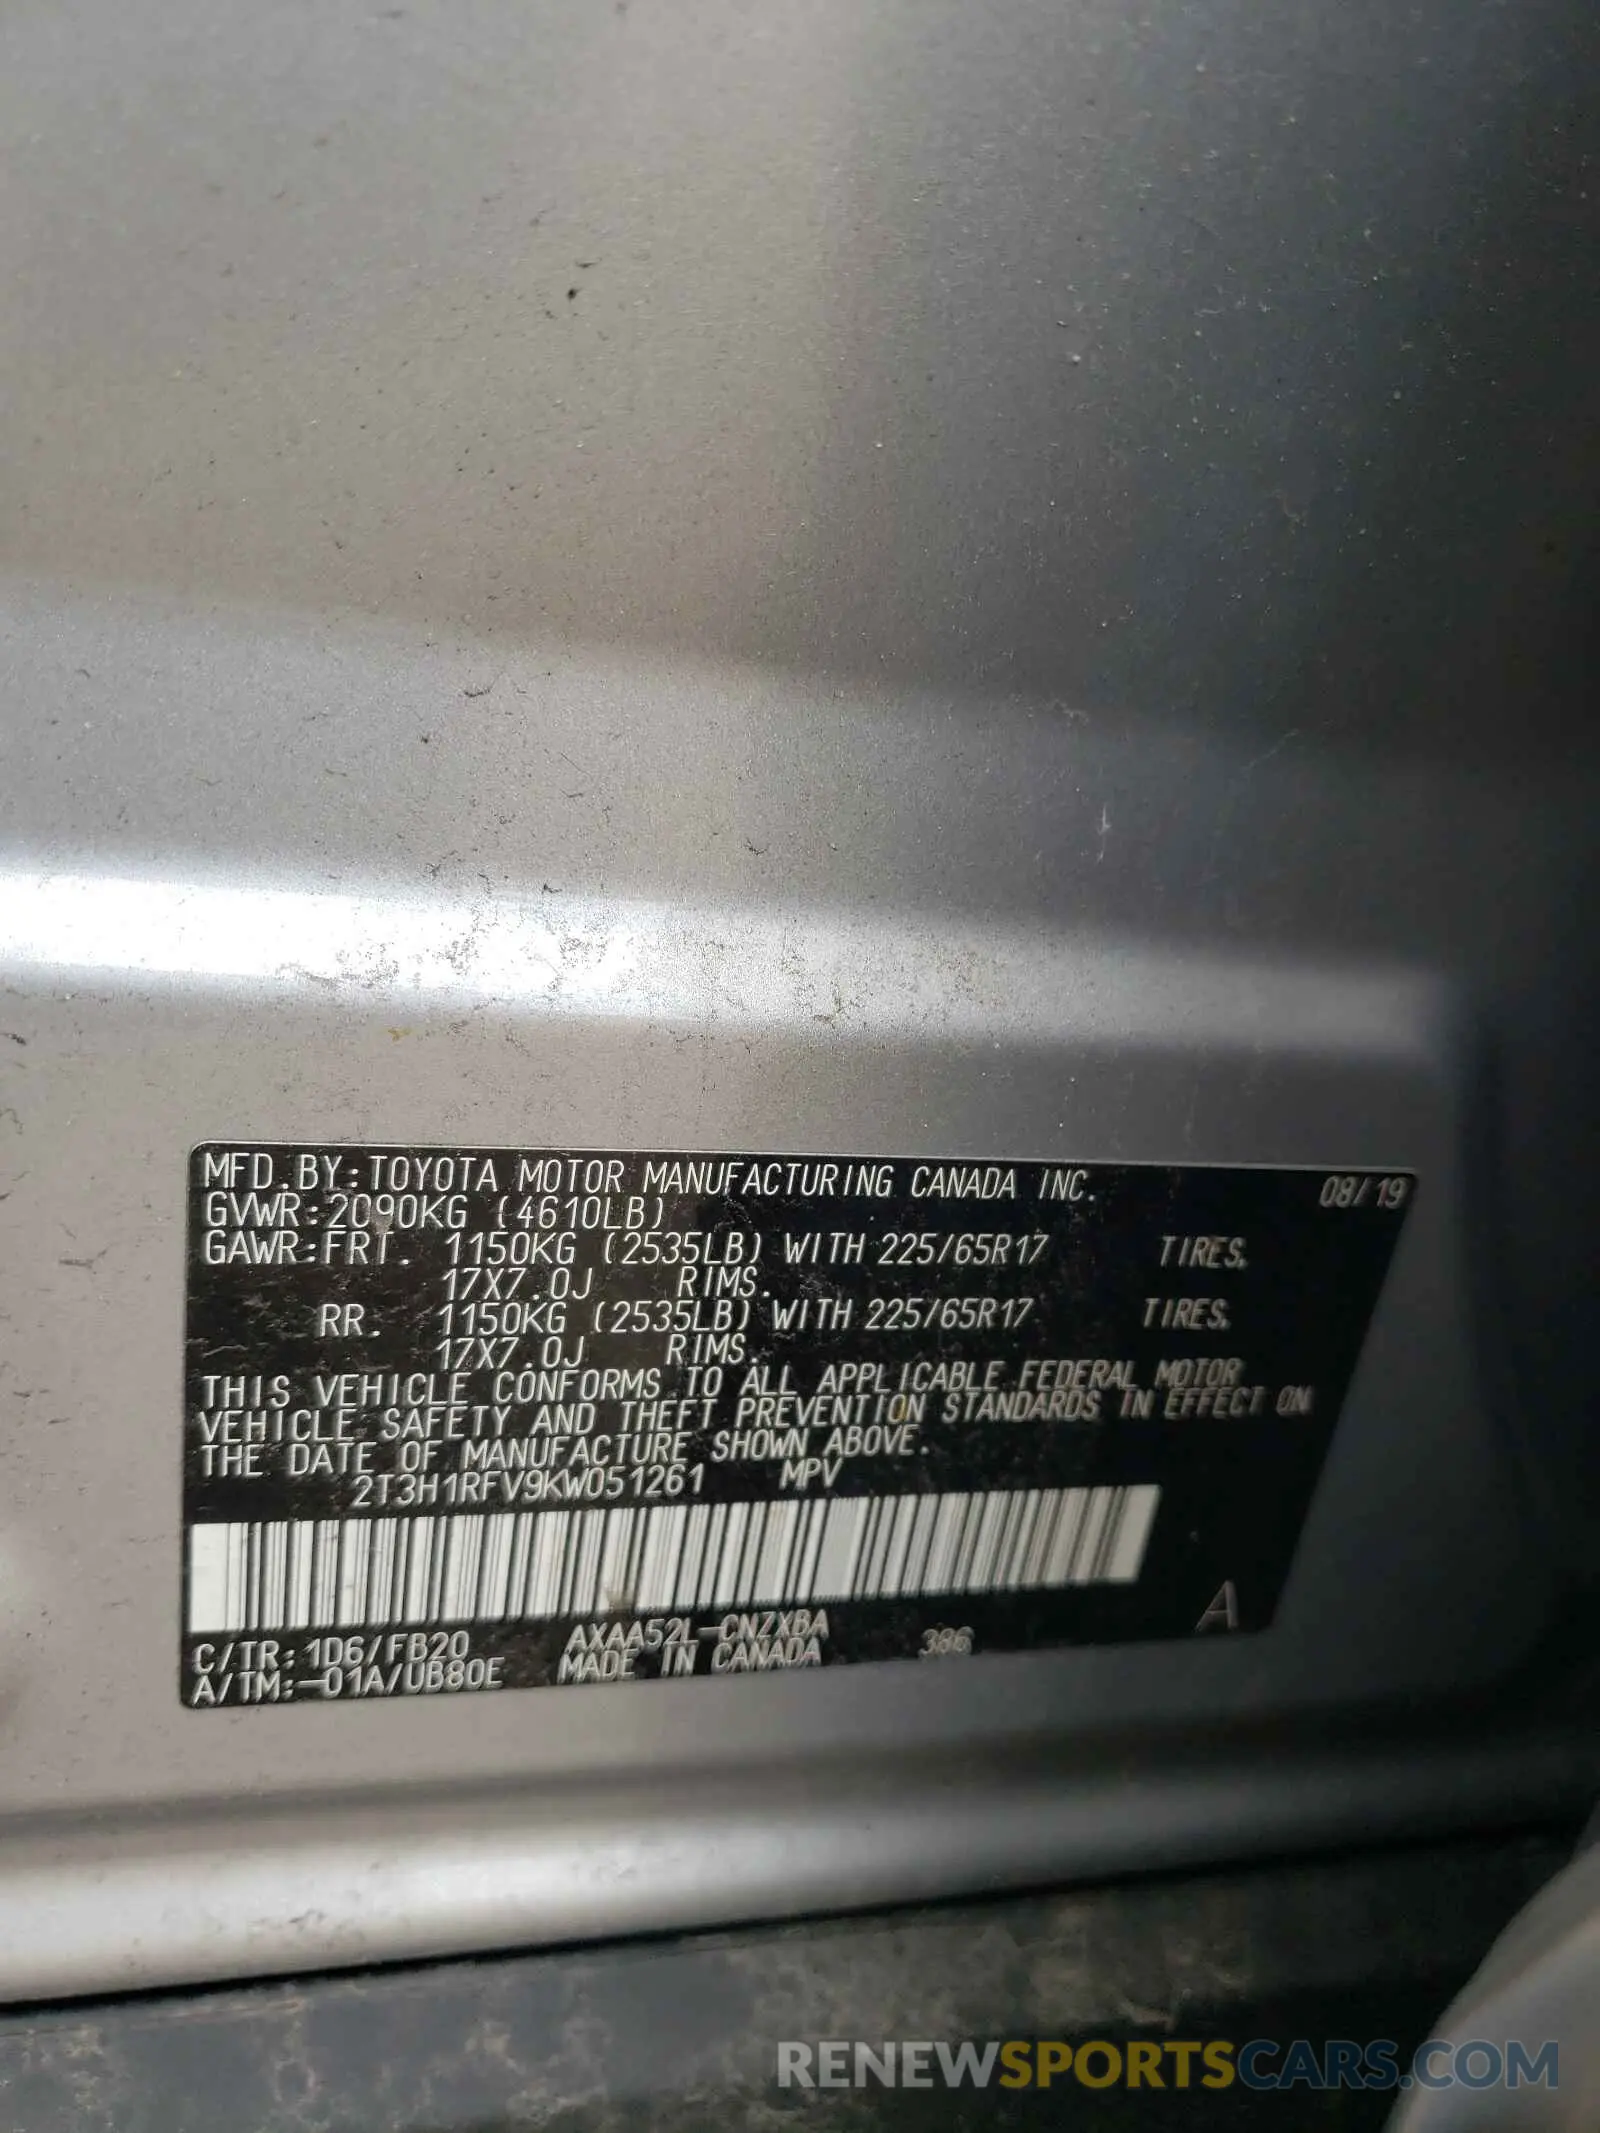 MFD.BY:TOYOTA MOTOR MANUFACTURING CANADA INC. 08/19
GVWR:2090KG (4610LB)
GAWR:FRT. 1150KG (2535LB) WITH 225/65R17 TIRES.
17X7.0J RIMS.
RR. 1150KG (2535LB) WITH 225/65R17 TIRES.
17X7.0J RIMS.
THIS VEHICLE CONFORMS TO ALL APPLICABLE FEDERAL MOTOR
VEHICLE SAFETY AND THEFT PREVENTION STANDARDS IN EFFECT ON
THE DATE OF MANUFACTURE SHOWN ABOVE.
2T3H1RFV9KW051261 MPV
A
C/TR:1D6/FB20 AXAA52L-CNZXBA 386
A/TM:-01A/UB80E MADE IN CANADA
RENEWSPORTSCARS.COM